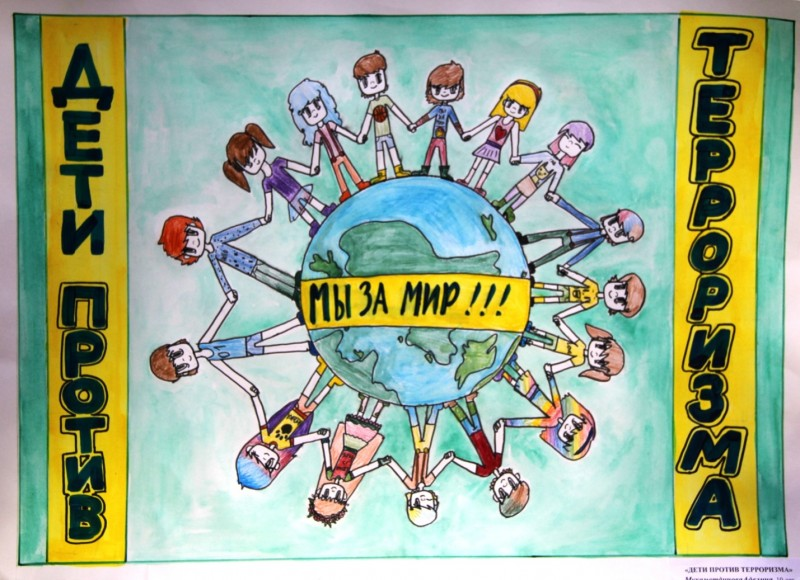 ДЕТИ ПРОТИВ
ТЕРРОРИЗМА
МЫ ЗА МИР!!!
«ДЕТИ ПРОТИВ ТЕРРОРИЗМА»